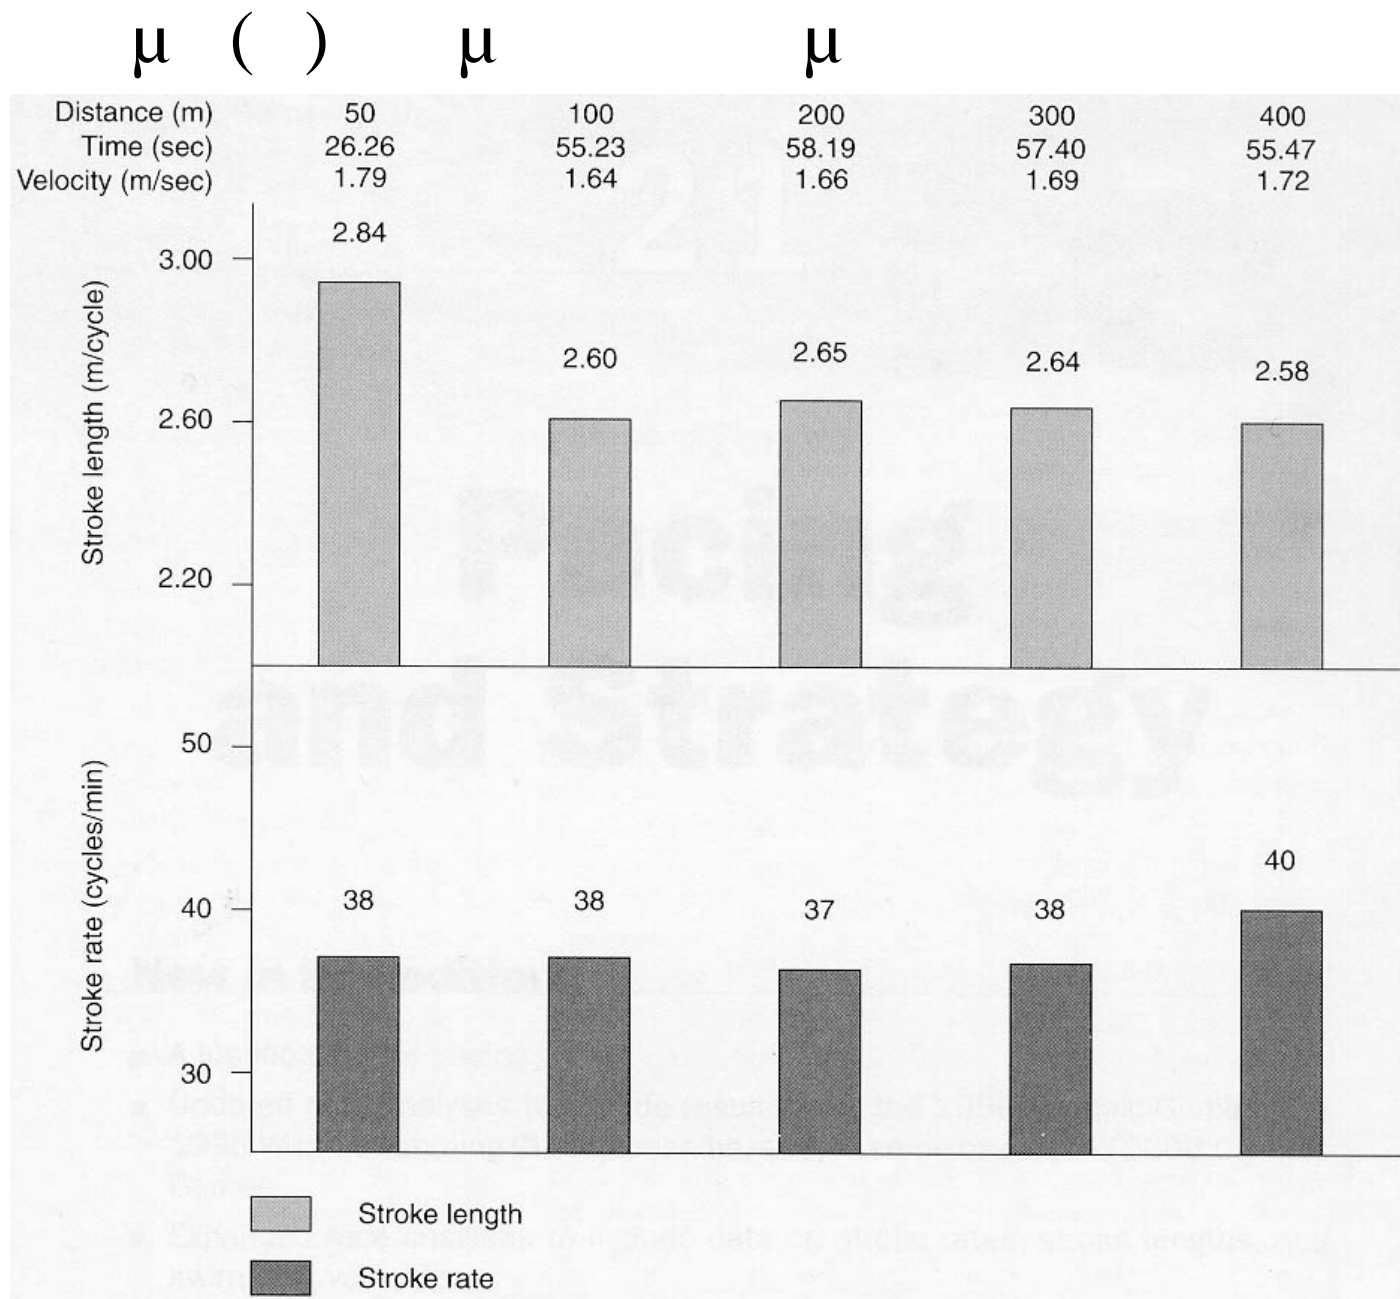 μ ( ) μ μ
Distance (m) 50 100 200 300 400
Time (sec) 26.26 55.23 58.19 57.40 55.47
Velocity (m/sec) 1.79 1.64 1.66 1.69 1.72
Stroke length (m/cycle)
3.00
2.60
2.20
2.84 2.60 2.65 2.64 2.58
Stroke rate (cycles/min)
50
40
30
38 38 37 38 40
Stroke length
Stroke rate
Pacing
and Strategy